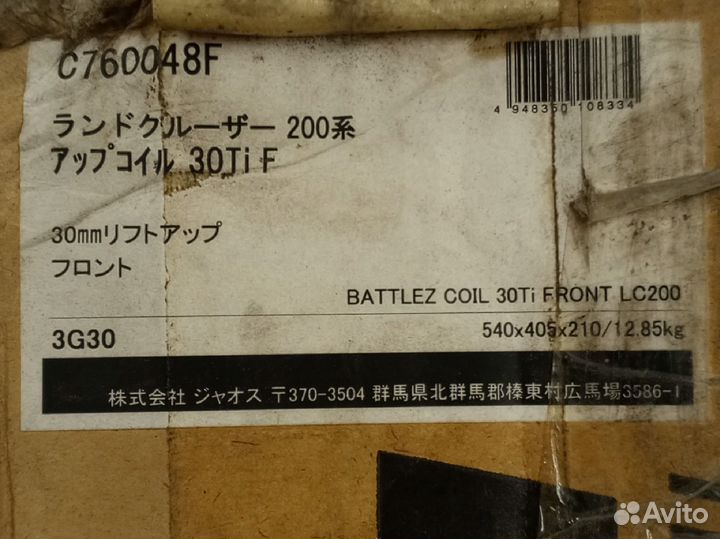 C760048F
4 948350 108334
ランドクルーザー 200系
アップコイル 30Ti F
30mmリフトアップ
フロント
BATTLEZ COIL 30Ti FRONT LC200
3G30
540x405x210/12.85kg
株式会社 ジャオス 〒370-3504 群馬県北群馬郡榛東村広馬場3586-1
Avito